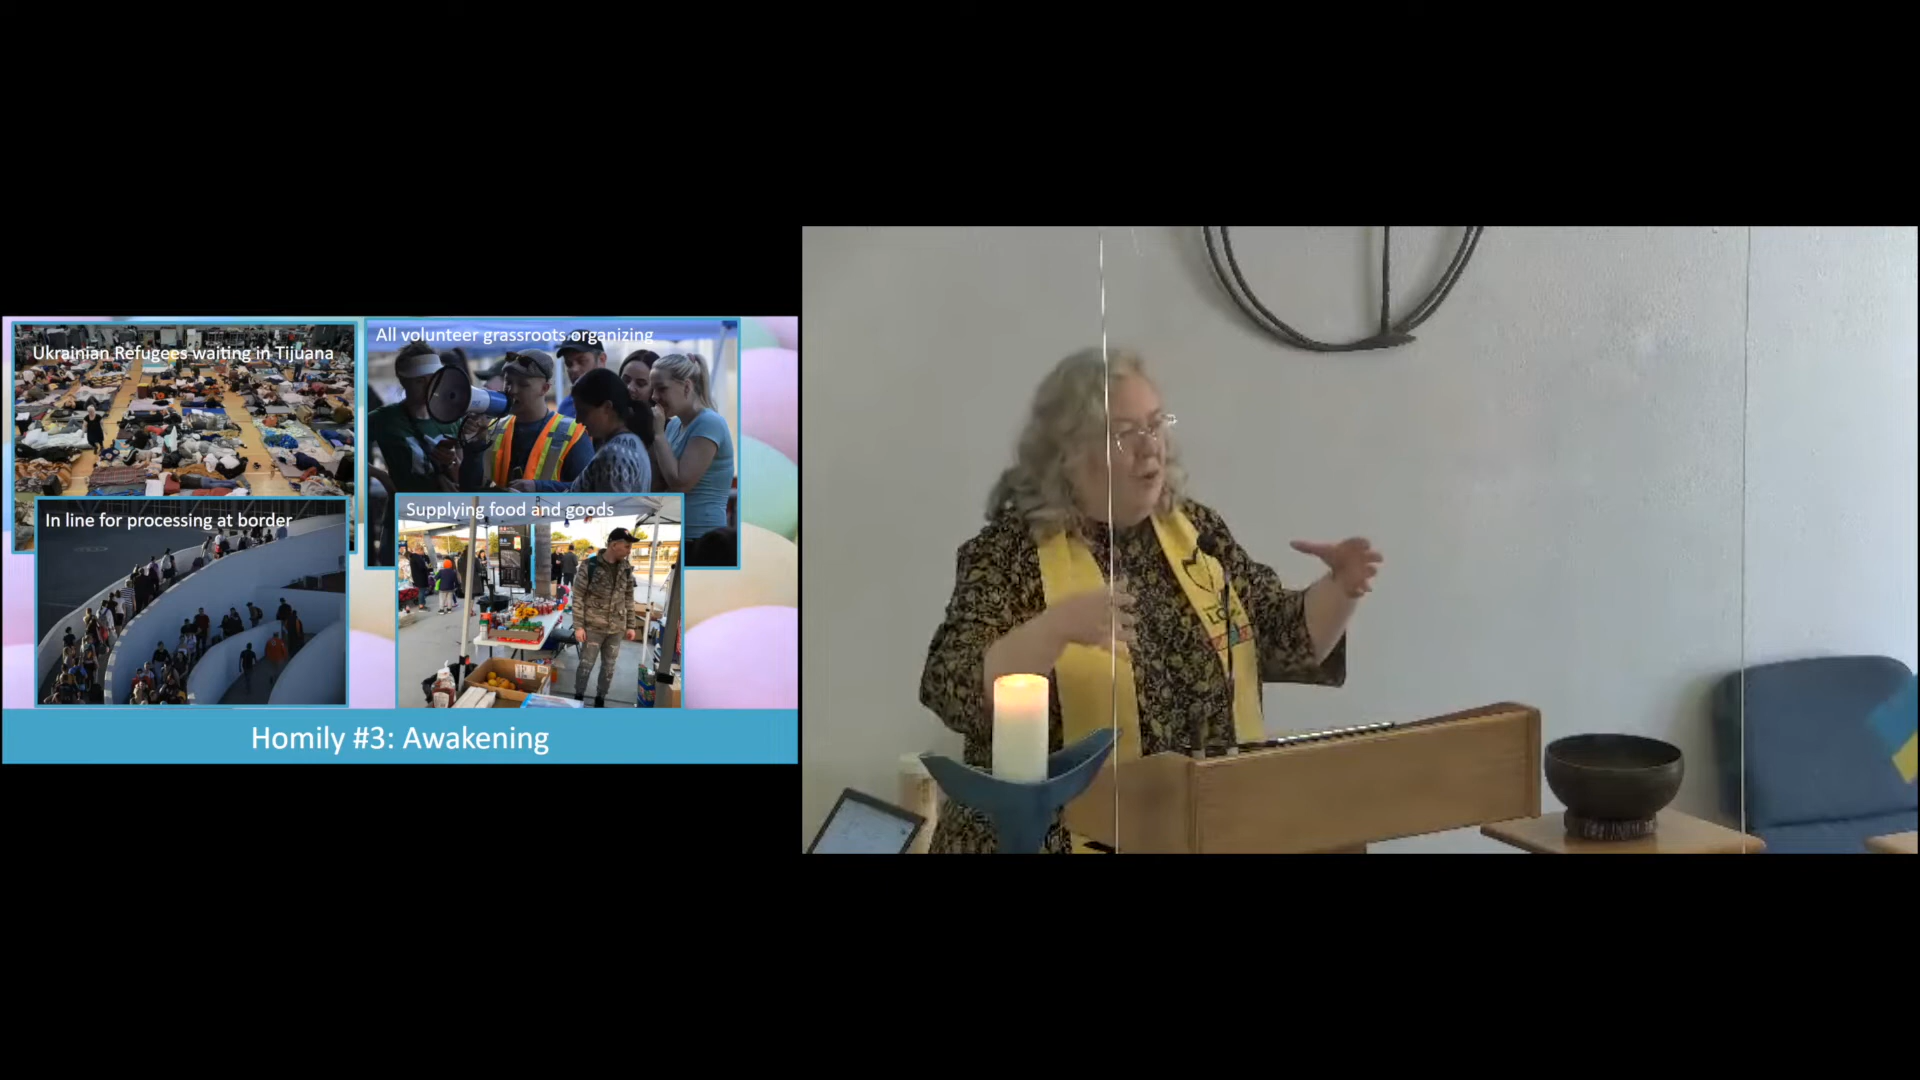 Ukrainian Refugees waiting in Tijuana
All volunteer grassroots organizing
In line for processing at border
Supplying food and goods
Homily #3: Awakening